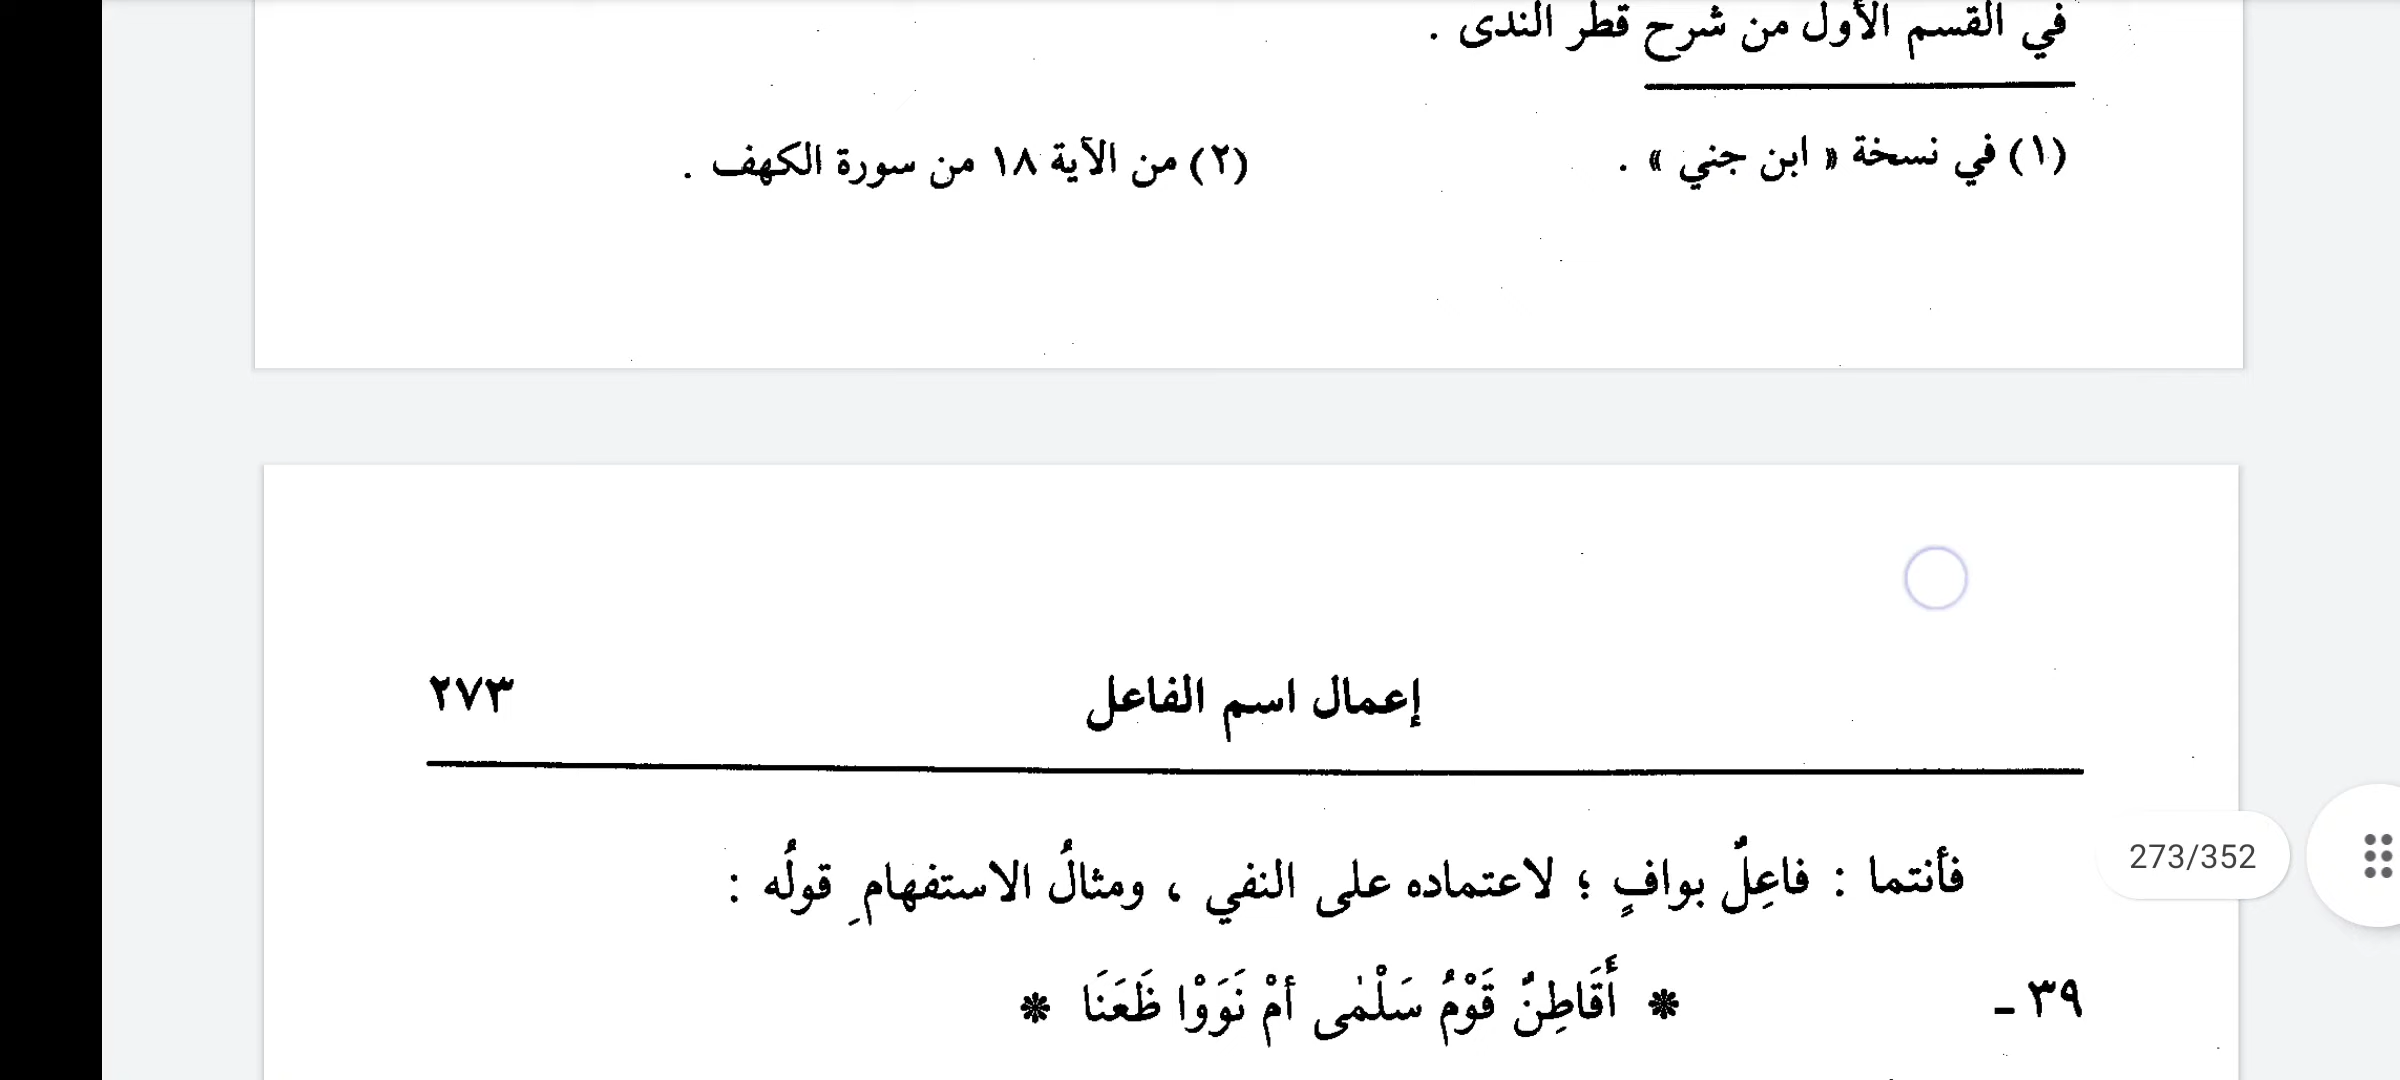 في القسم الأول من شرح قطر الندى .
(١) في نسخة « ابن جني » . (٢) من الآية ١٨ من سورة الكهف .
إعمال اسم الفاعل ٢٧٣
فأنتما : فاعِلٌ بوافٍ ؛ لاعتماده على النفي ، ومثالُ الاستفهامِ قولُه :
273/352
٣٩ ـ * أَقَاطِنٌ قَوْمُ سَلْمٰى أمْ نَوَوْا ظَعَنَا *